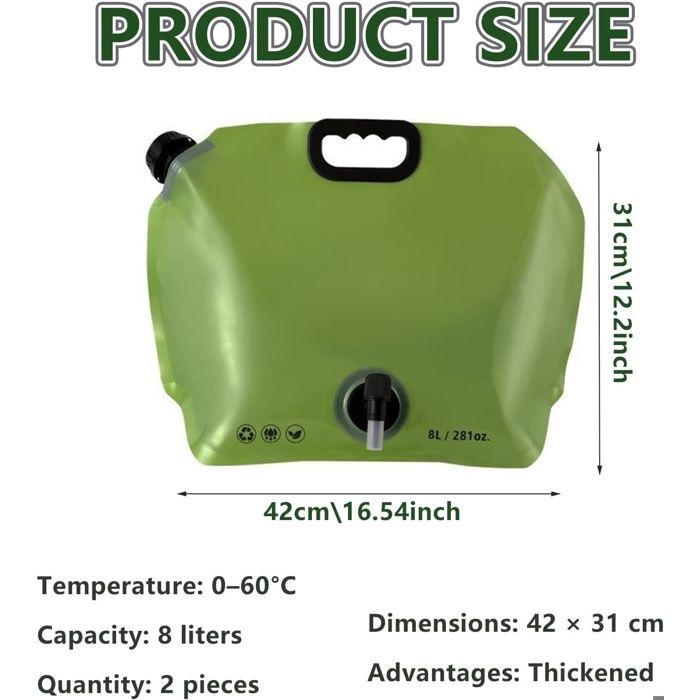 PRODUCT SIZE
31cm\12.2inch
8L / 281oz.
42cm\16.54inch
Temperature: 0–60°C
Capacity: 8 liters
Quantity: 2 pieces
Dimensions: 42 × 31 cm
Advantages: Thickened